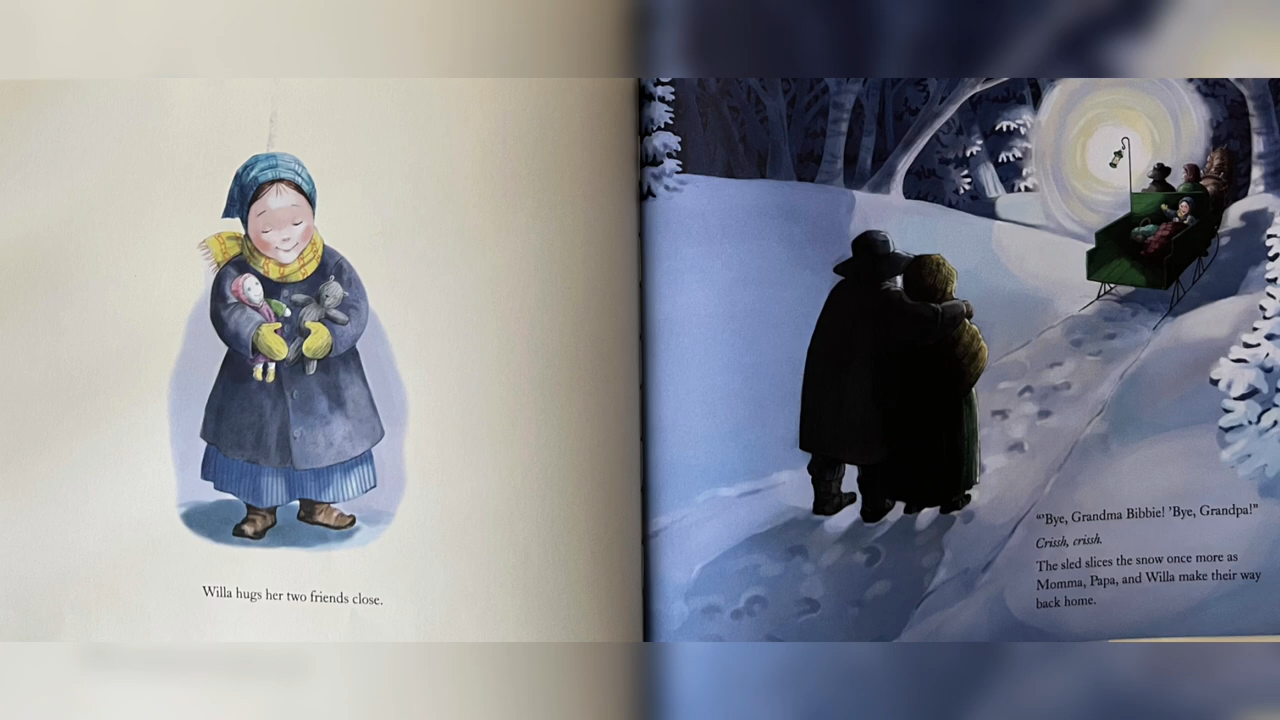 Willa hugs her two friends close.
“’Bye, Grandma Bibbie! ’Bye, Grandpa!”
Crissh, crissh.
The sled slices the snow once more as
Momma, Papa, and Willa make their way
back home.